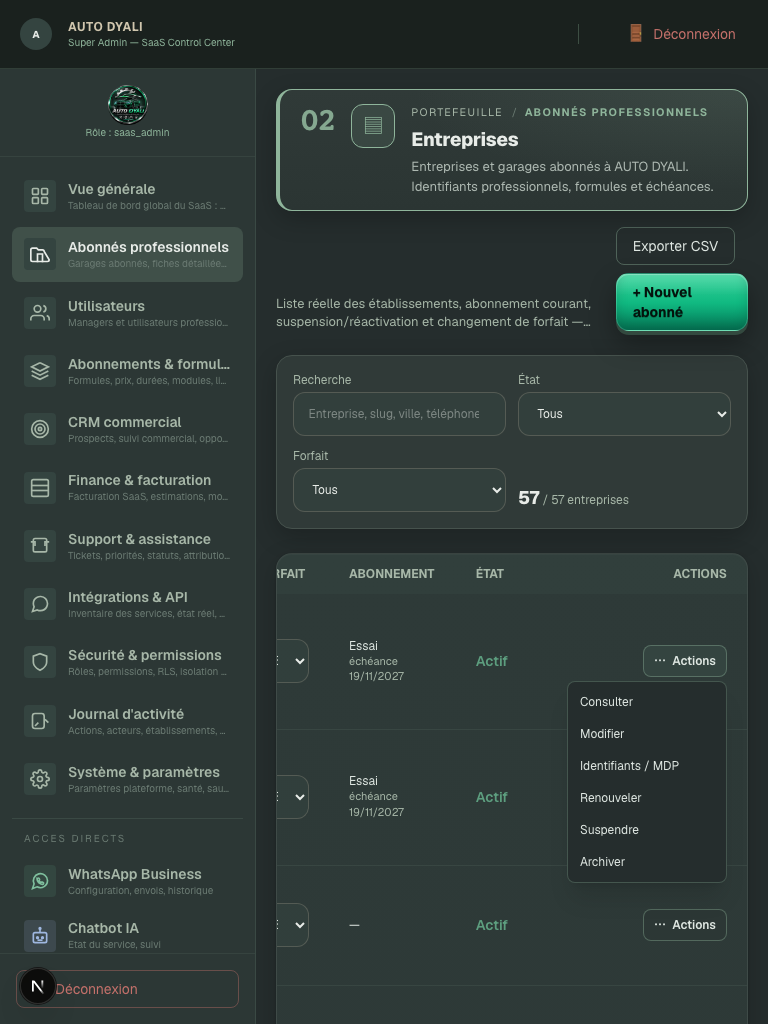 A
AUTO DYALI
Super Admin — SaaS Control Center
Déconnexion
AUTO DYALI
Rôle : saas_admin
Vue générale
Tableau de bord global du SaaS : ...
Abonnés professionnels
Garages abonnés, fiches détaillée...
Utilisateurs
Managers et utilisateurs professio...
Abonnements & formul...
Formules, prix, durées, modules, li...
CRM commercial
Prospects, suivi commercial, oppo...
Finance & facturation
Facturation SaaS, estimations, mo...
Support & assistance
Tickets, priorités, statuts, attributio...
Intégrations & API
Inventaire des services, état réel, ...
Sécurité & permissions
Rôles, permissions, RLS, isolation ...
Journal d'activité
Actions, acteurs, établissements, ...
Système & paramètres
Paramètres plateforme, santé, sau...
ACCES DIRECTS
WhatsApp Business
Configuration, envois, historique
Chatbot IA
Etat du service, suivi
N
Déconnexion
02
PORTEFEUILLE / ABONNÉS PROFESSIONNELS
Entreprises
Entreprises et garages abonnés à AUTO DYALI.
Identifiants professionnels, formules et échéances.
Exporter CSV
+ Nouvel
abonné
Liste réelle des établissements, abonnement courant,
suspension/réactivation et changement de forfait —...
Recherche
État
Entreprise, slug, ville, téléphone
Tous
Forfait
Tous
57 / 57 entreprises
RFAIT ABONNEMENT ÉTAT ACTIONS
Essai
échéance
19/11/2027
Actif
··· Actions
Consulter
Modifier
Identifiants / MDP
Renouveler
Suspendre
Archiver
Essai
échéance
19/11/2027
Actif
— Actif ··· Actions